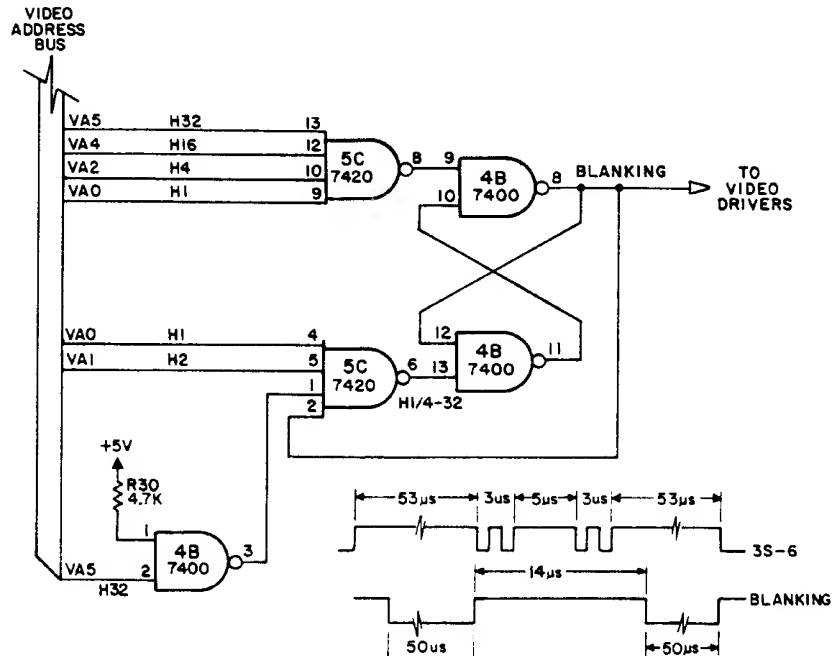 VIDEO
ADDRESS
BUS
VA5 H32 13
VA4 H16 12
VA2 H4 10
VA0 H1 9
5C
7420
8
9
10
4B
7400
8
BLANKING
TO
VIDEO
DRIVERS
VA0 H1 4
VA1 H2 5
1
2
5C
7420
6
H1/4-32
12
13
4B
7400
11
+5V
R30
4.7K
1
2
4B
7400
3
VA5
H32
53µs 3µs 5µs 3µs 53µs
3S-6
14µs
BLANKING
50us 50µs